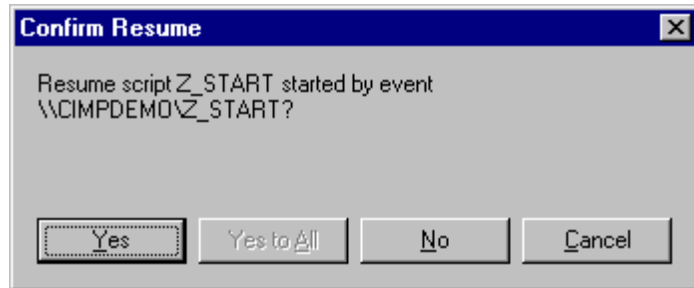 Confirm Resume
Resume script Z_START started by event
\\CIMPDEMO\Z_START?
Yes
Yes to All
No
Cancel